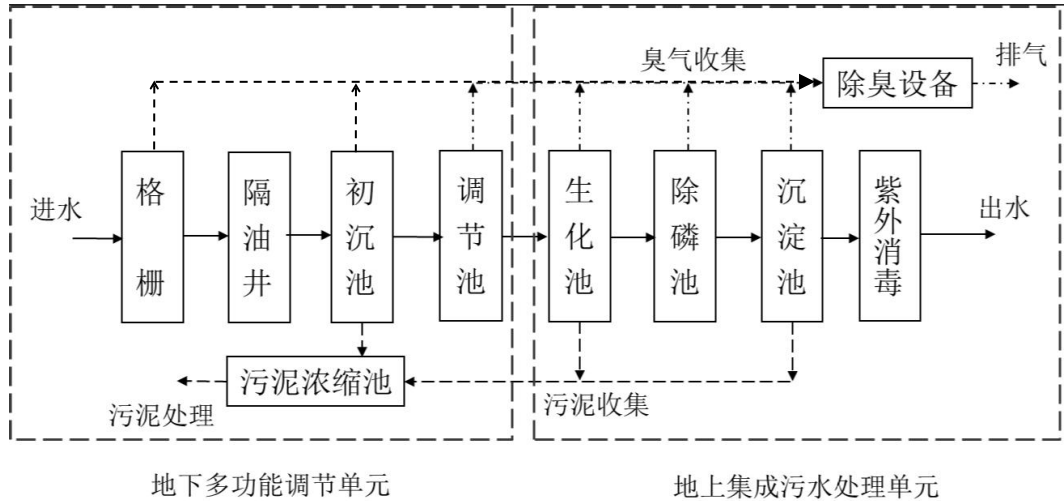 臭气收集
排气
除臭设备
进水
格栅
隔油井
初沉池
调节池
生化池
除磷池
沉淀池
紫外消毒
出水
污泥浓缩池
污泥处理
污泥收集
地下多功能调节单元
地上集成污水处理单元